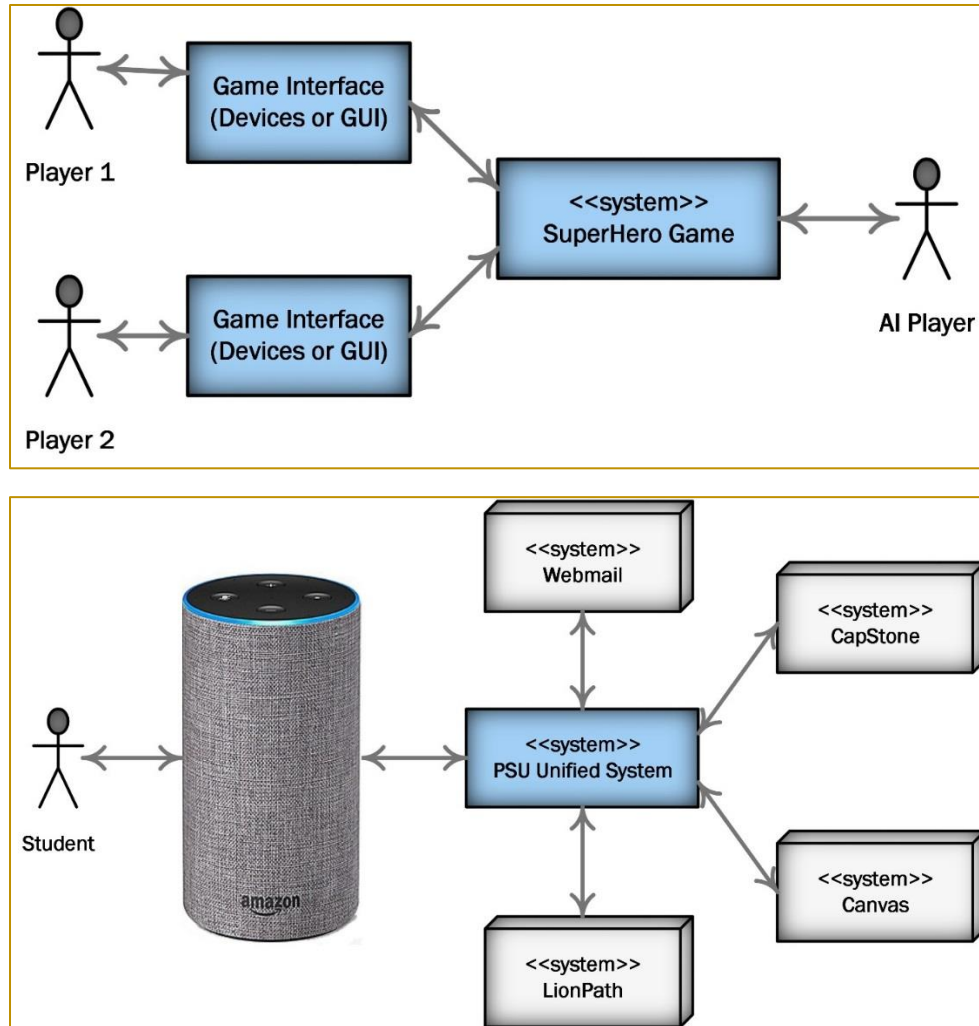 Game Interface
(Devices or GUI)
Player 1
<<system>>
SuperHero Game
Game Interface
(Devices or GUI)
AI Player
Player 2
<<system>>
Webmail
<<system>>
CapStone
<<system>>
PSU Unified System
Student
<<system>>
Canvas
amazon
<<system>>
LionPath